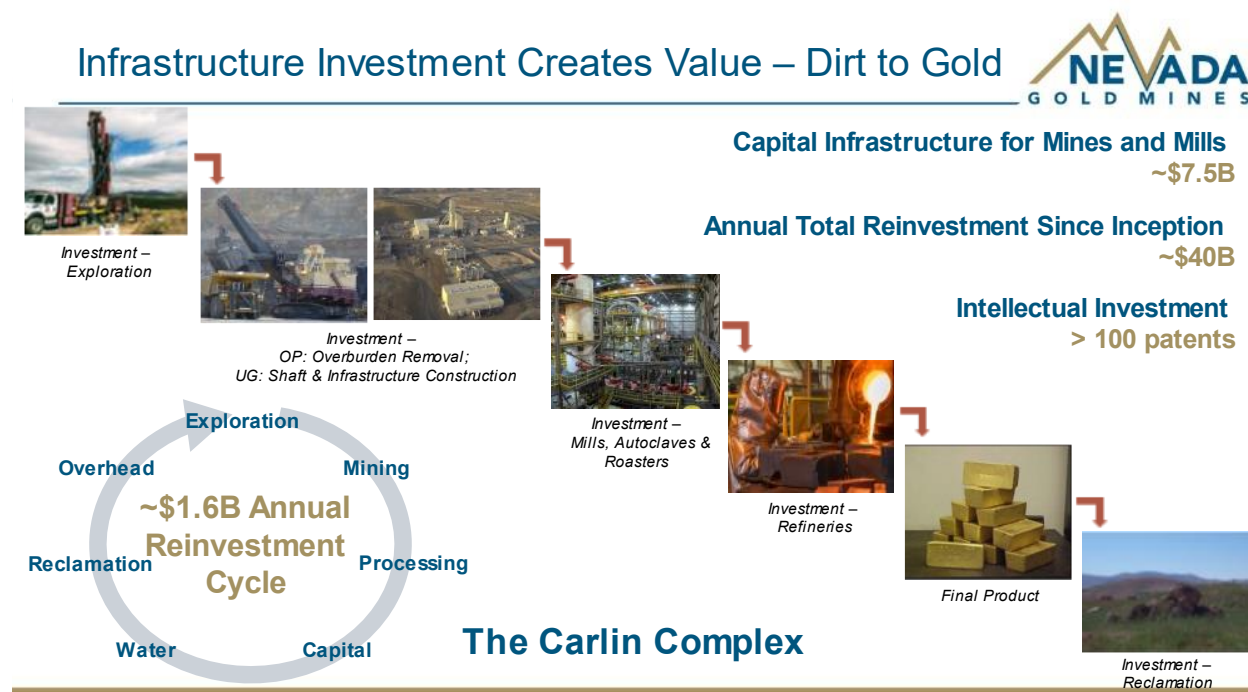 Infrastructure Investment Creates Value – Dirt to Gold
NEVADA
GOLD MINES
Capital Infrastructure for Mines and Mills
~$7.5B
Annual Total Reinvestment Since Inception
~$40B
Intellectual Investment
> 100 patents
Investment –
Exploration
Investment –
OP: Overburden Removal;
UG: Shaft & Infrastructure Construction
Investment –
Mills, Autoclaves &
Roasters
Investment –
Refineries
Final Product
Investment –
Reclamation
Exploration
Mining
Processing
Capital
Water
Reclamation
Overhead
~$1.6B Annual
Reinvestment
Cycle
The Carlin Complex